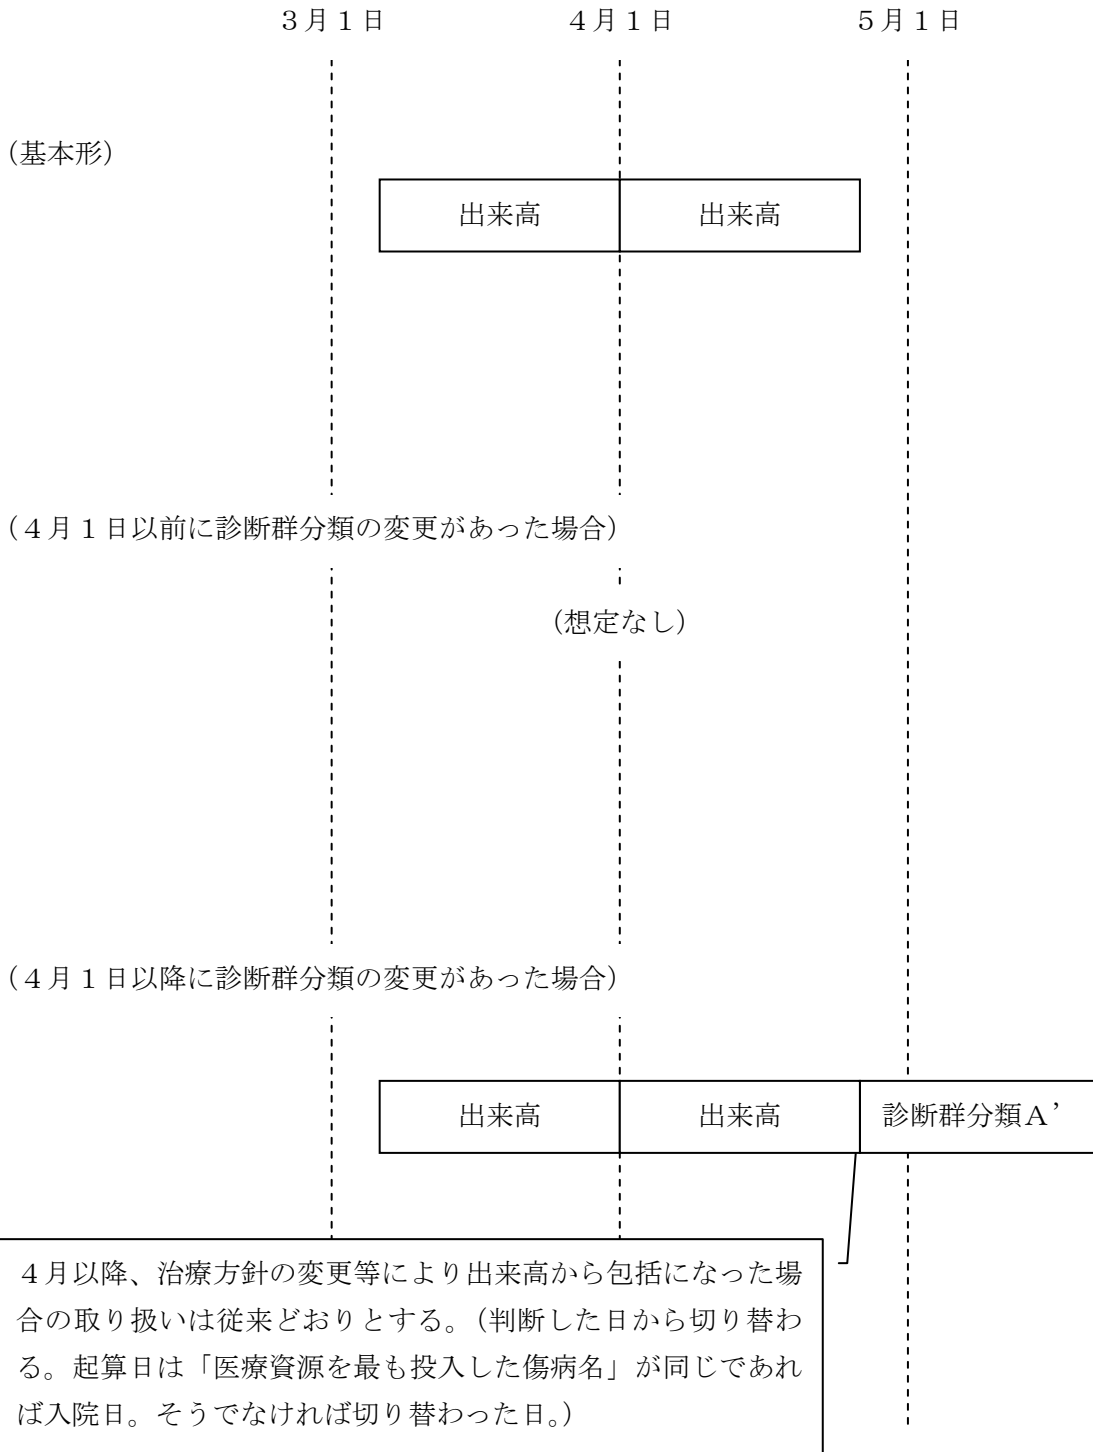 ３月１日　４月１日　５月１日
（基本形）
出来高　出来高
（４月１日以前に診断群分類の変更があった場合）
（想定なし）
（４月１日以降に診断群分類の変更があった場合）
出来高　出来高　診断群分類Ａ’
４月以降、治療方針の変更等により出来高から包括になった場
合の取り扱いは従来どおりとする。（判断した日から切り替わ
る。起算日は「医療資源を最も投入した傷病名」が同じであれ
ば入院日。そうでなければ切り替わった日。）